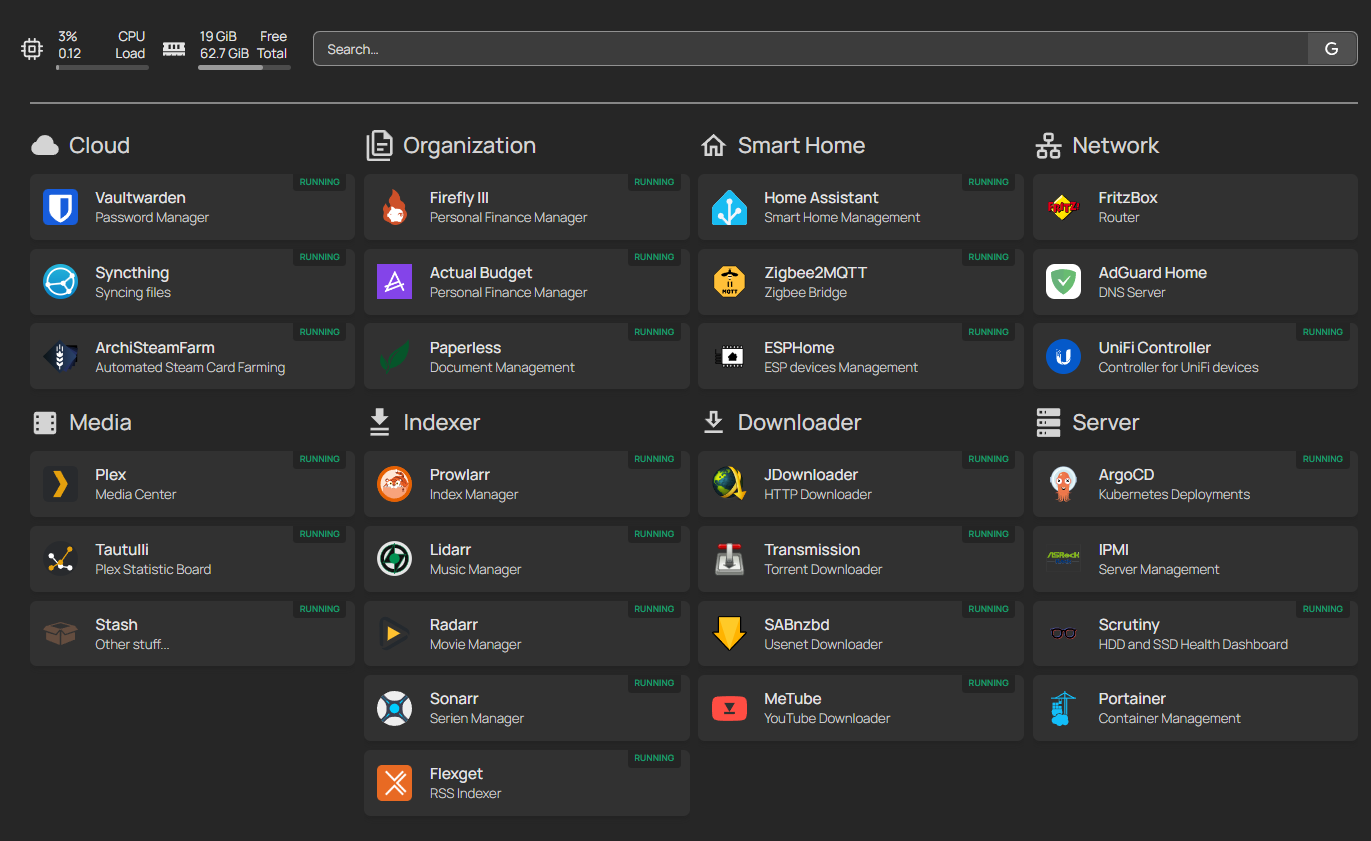 3% CPU
0.12 Load
19 GiB Free
62.7 GiB Total
Search...
G
Cloud
RUNNING
Vaultwarden
Password Manager
RUNNING
Syncthing
Syncing files
RUNNING
ArchiSteamFarm
Automated Steam Card Farming
Organization
RUNNING
Firefly III
Personal Finance Manager
RUNNING
Actual Budget
Personal Finance Manager
RUNNING
Paperless
Document Management
Smart Home
RUNNING
Home Assistant
Smart Home Management
RUNNING
MQTT
Zigbee2MQTT
Zigbee Bridge
RUNNING
ESPHome
ESP devices Management
Network
FRITZ!
FritzBox
Router
AdGuard Home
DNS Server
RUNNING
U
UniFi Controller
Controller for UniFi devices
Media
RUNNING
Plex
Media Center
RUNNING
Tautulli
Plex Statistic Board
RUNNING
Stash
Other stuff...
Indexer
RUNNING
Prowlarr
Index Manager
RUNNING
Lidarr
Music Manager
RUNNING
Radarr
Movie Manager
RUNNING
Sonarr
Serien Manager
RUNNING
Flexget
RSS Indexer
Downloader
RUNNING
JDownloader
HTTP Downloader
RUNNING
Transmission
Torrent Downloader
RUNNING
SABnzbd
Usenet Downloader
RUNNING
MeTube
YouTube Downloader
Server
RUNNING
ArgoCD
Kubernetes Deployments
ASRock
IPMI
Server Management
RUNNING
Scrutiny
HDD and SSD Health Dashboard
Portainer
Container Management